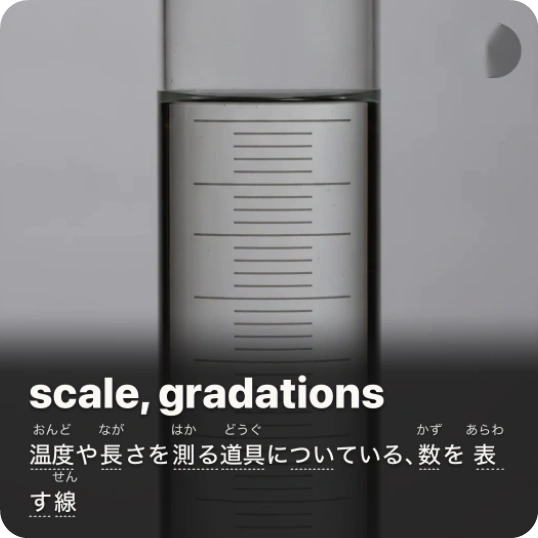 scale, gradations
おんど なが はか どうぐ かず あらわ
温度や長さを測る道具についている、数を表
せん
す線